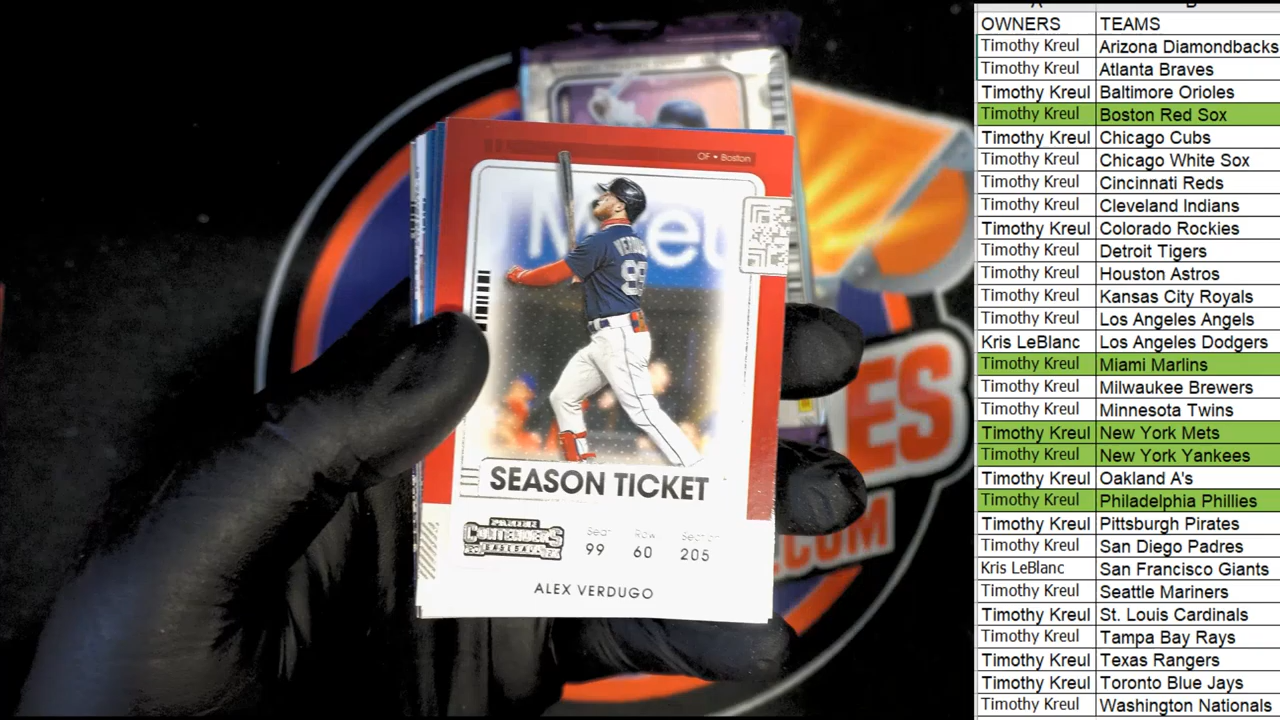 OWNERS TEAMS
Timothy Kreul Arizona Diamondbacks
Timothy Kreul Atlanta Braves
Timothy Kreul Baltimore Orioles
Timothy Kreul Boston Red Sox
Timothy Kreul Chicago Cubs
Timothy Kreul Chicago White Sox
Timothy Kreul Cincinnati Reds
Timothy Kreul Cleveland Indians
Timothy Kreul Colorado Rockies
Timothy Kreul Detroit Tigers
Timothy Kreul Houston Astros
Timothy Kreul Kansas City Royals
Timothy Kreul Los Angeles Angels
Kris LeBlanc Los Angeles Dodgers
Timothy Kreul Miami Marlins
Timothy Kreul Milwaukee Brewers
Timothy Kreul Minnesota Twins
Timothy Kreul New York Mets
Timothy Kreul New York Yankees
Timothy Kreul Oakland A's
Timothy Kreul Philadelphia Phillies
Timothy Kreul Pittsburgh Pirates
Timothy Kreul San Diego Padres
Kris LeBlanc San Francisco Giants
Timothy Kreul Seattle Mariners
Timothy Kreul St. Louis Cardinals
Timothy Kreul Tampa Bay Rays
Timothy Kreul Texas Rangers
Timothy Kreul Toronto Blue Jays
Timothy Kreul Washington Nationals
OF • Boston
99
SEASON TICKET
CONTENDERS
BASEBALL
Seat Row Section
99 60 205
ALEX VERDUGO